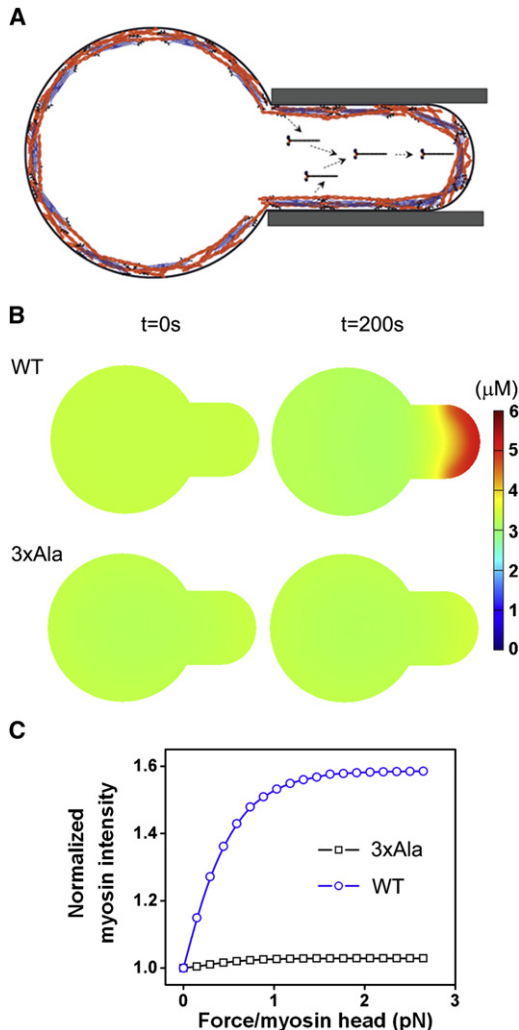 A
B
t=0s t=200s
WT
(μM)
6
5
4
3
2
1
0
3xAla
C
Normalized
myosin intensity
1.6
1.4
1.2
1.0
3xAla
WT
0 1 2 3
Force/myosin head (pN)